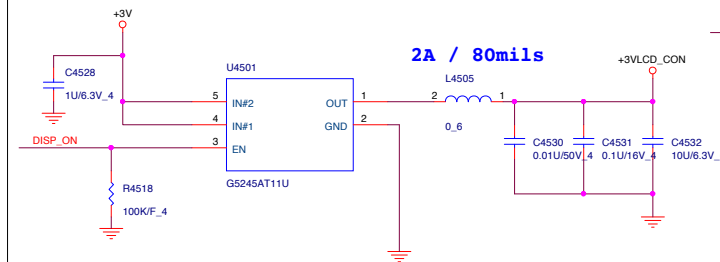 +3V
2A / 80mils
U4501
L4505
+3VLCD_CON
C4528
1U/6.3V_4
5 IN#2 OUT 1
2 1
4 IN#1 GND 2
0_6
DISP_ON 3 EN
C4530
0.01U/50V_4
C4531
0.1U/16V_4
C4532
10U/6.3V_
R4518
100K/F_4
G5245AT11U